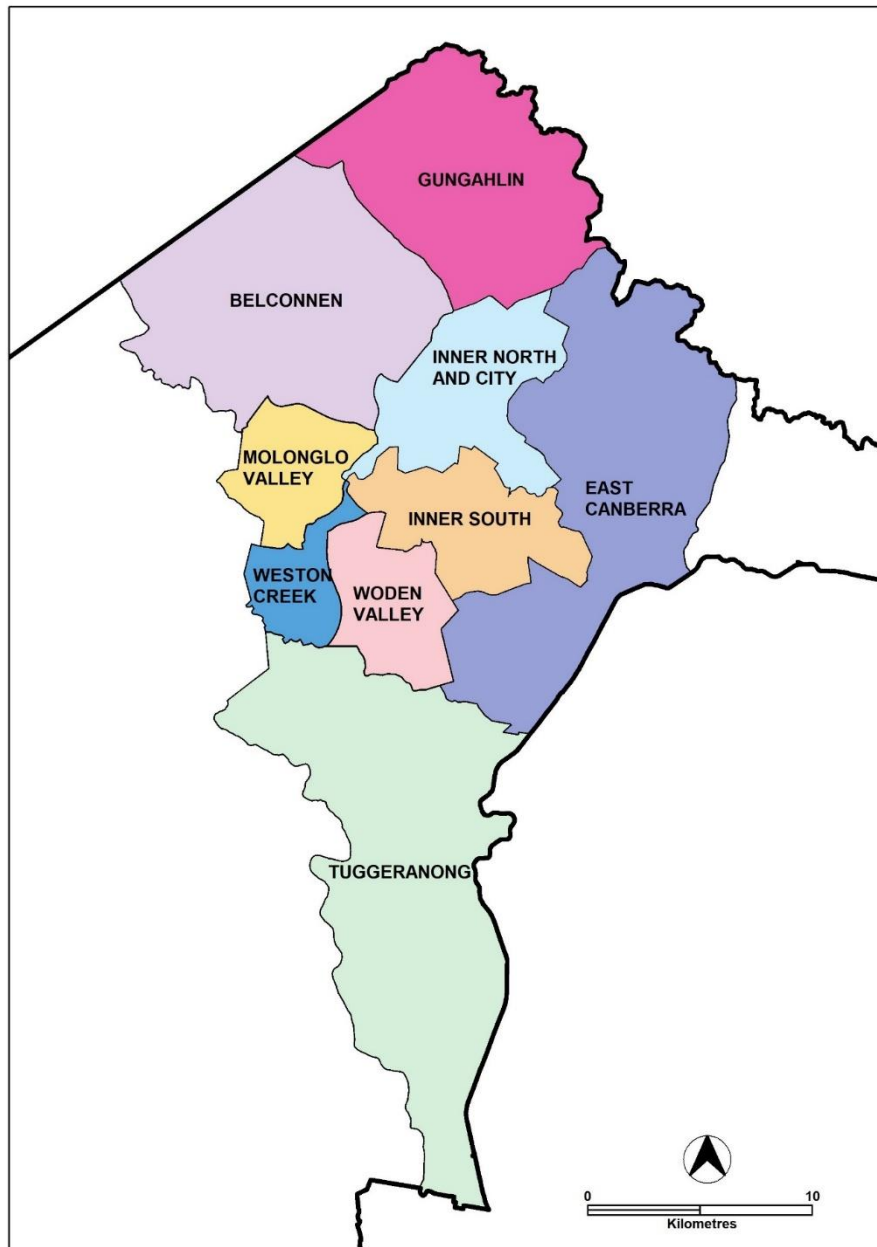 GUNGAHLIN
BELCONNEN
INNER NORTH
AND CITY
MOLONGLO
VALLEY
EAST
CANBERRA
INNER SOUTH
WESTON
CREEK
WODEN
VALLEY
TUGGERANONG
0 10
Kilometres